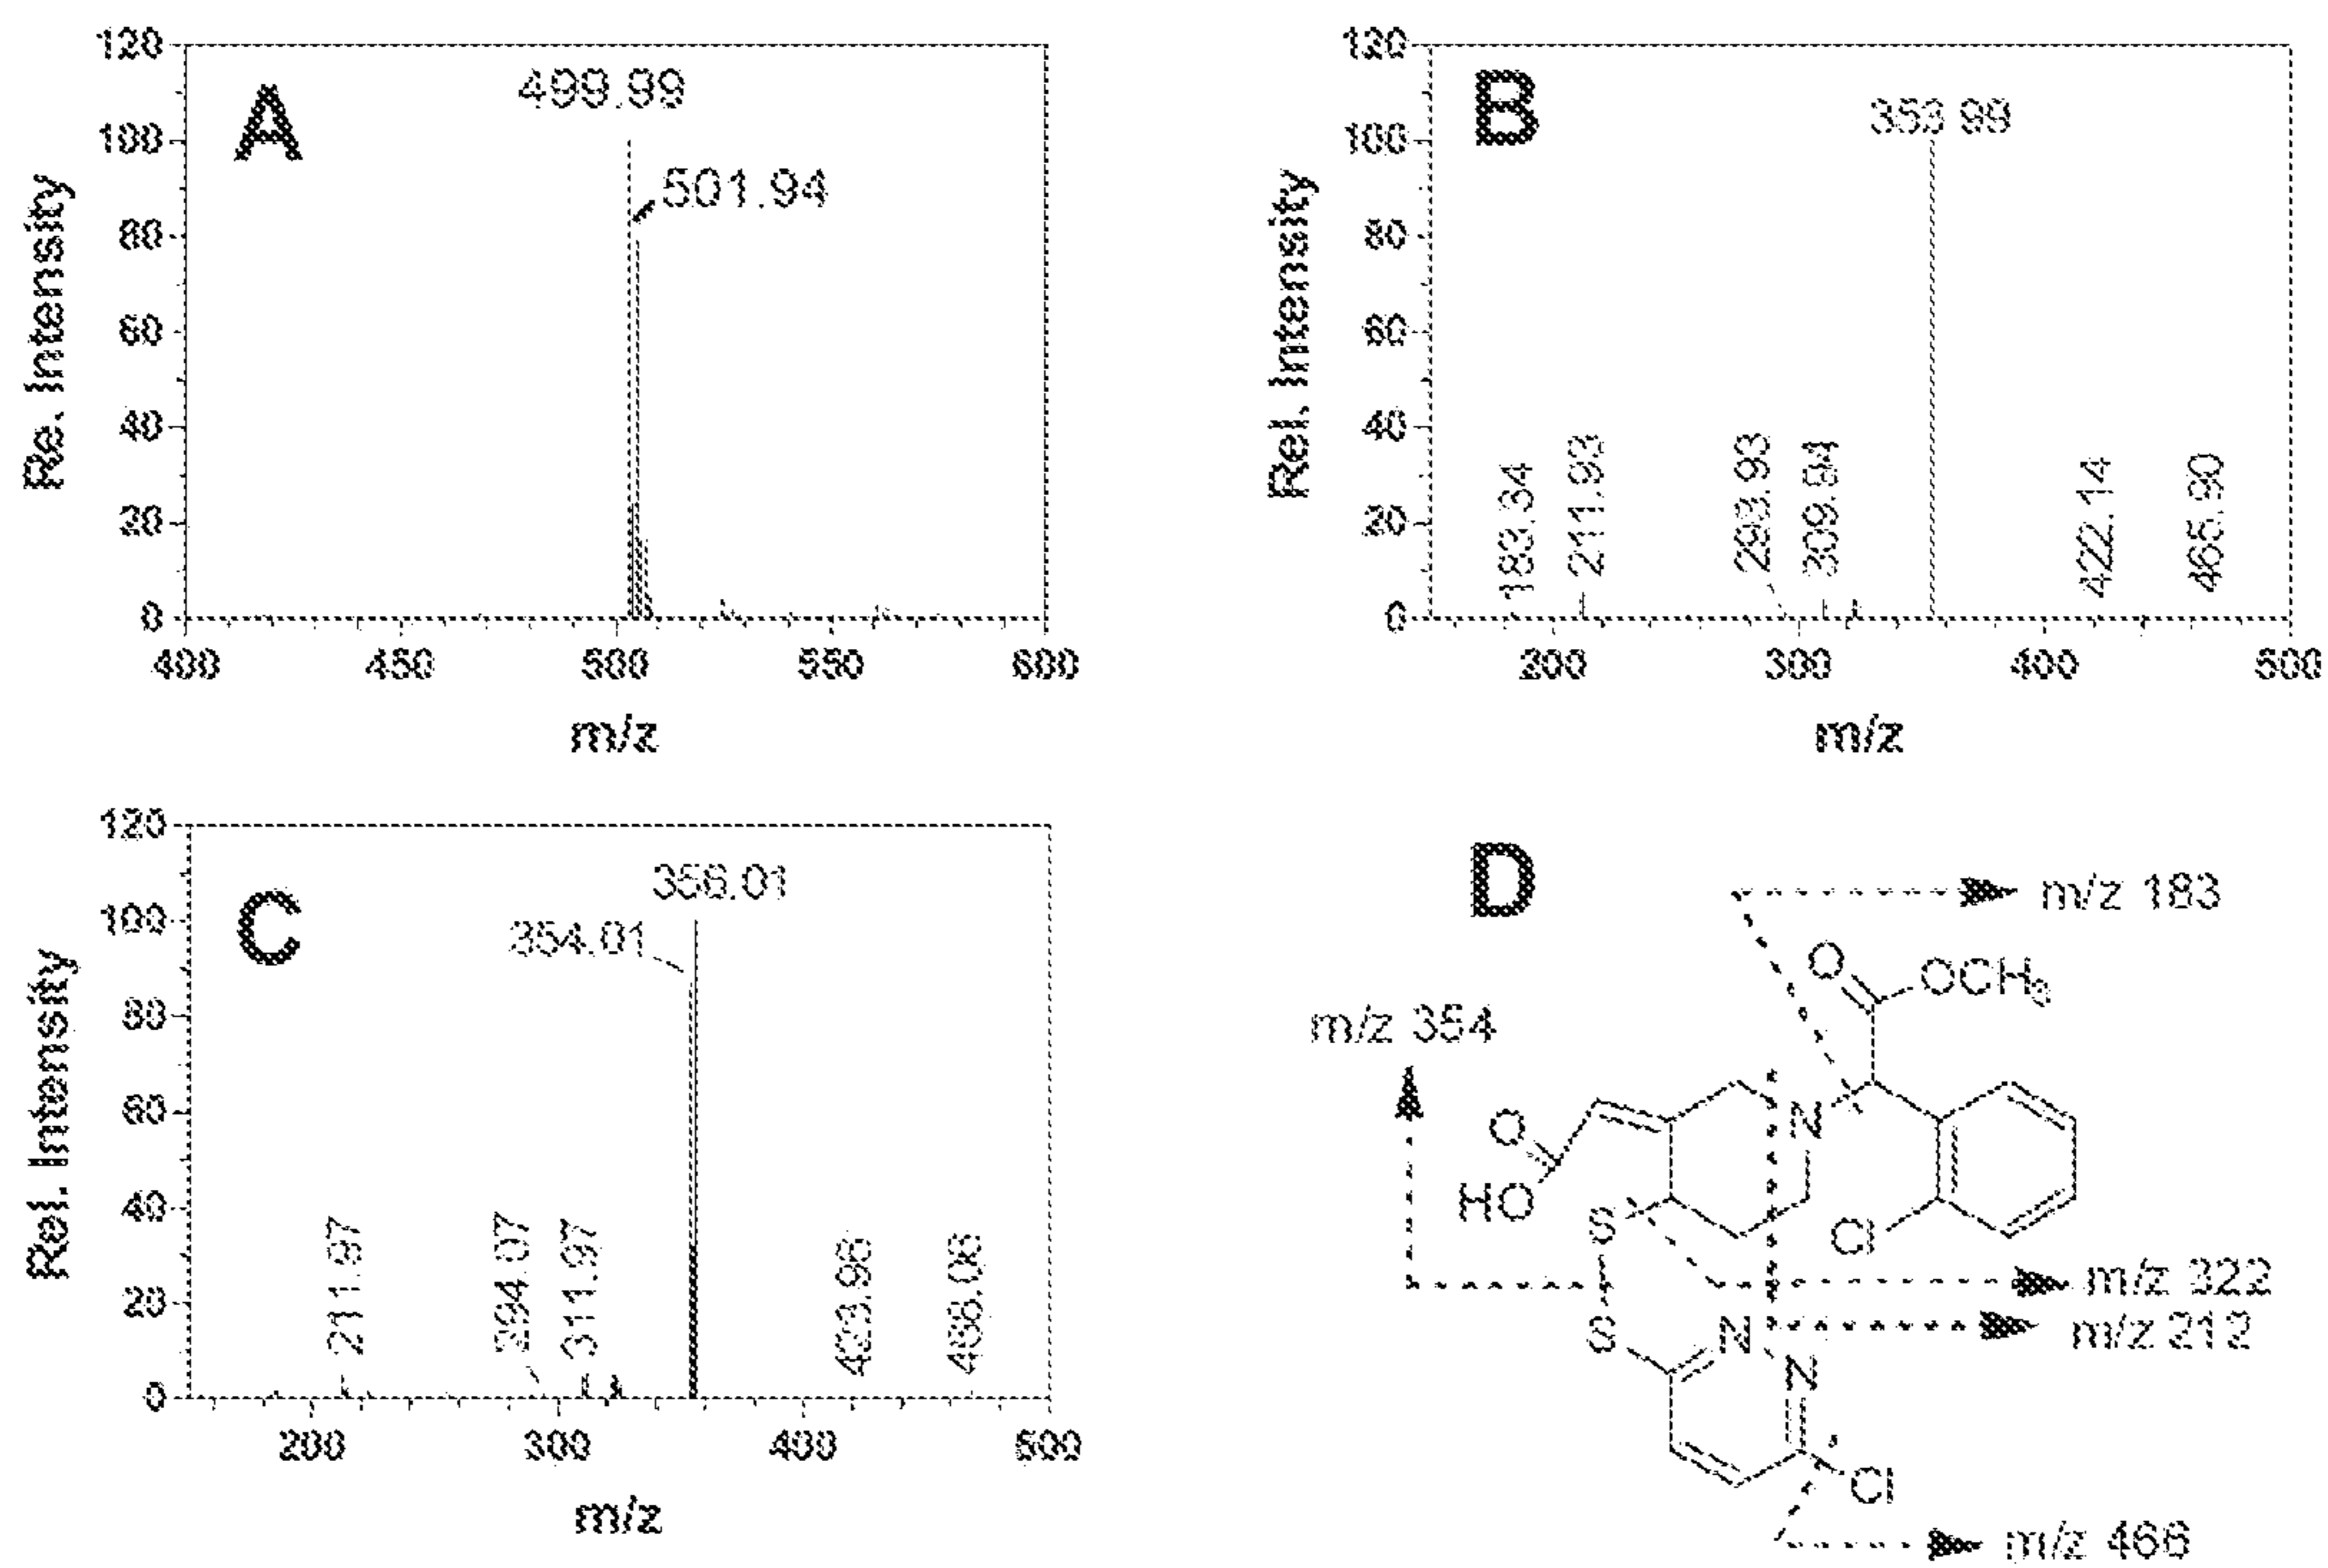 A
Re. Intensity
120
100
80
60
40
20
0
499.99
501.94
400
450
500
550
600
m/z
B
Rel. Intensity
120
100
80
60
40
20
0
353.99
183.34
211.93
293.93
309.94
422.14
465.90
200
300
400
500
m/z
C
Rel. Intensity
120
100
80
60
40
20
0
356.01
354.01
211.97
294.07
311.97
423.96
468.06
200
300
400
500
m/z
D
m/z 183
O
OCH3
m/z 354
O
N
HO
S
Cl
m/z 322
S
N
m/z 212
N
Cl
m/z 466